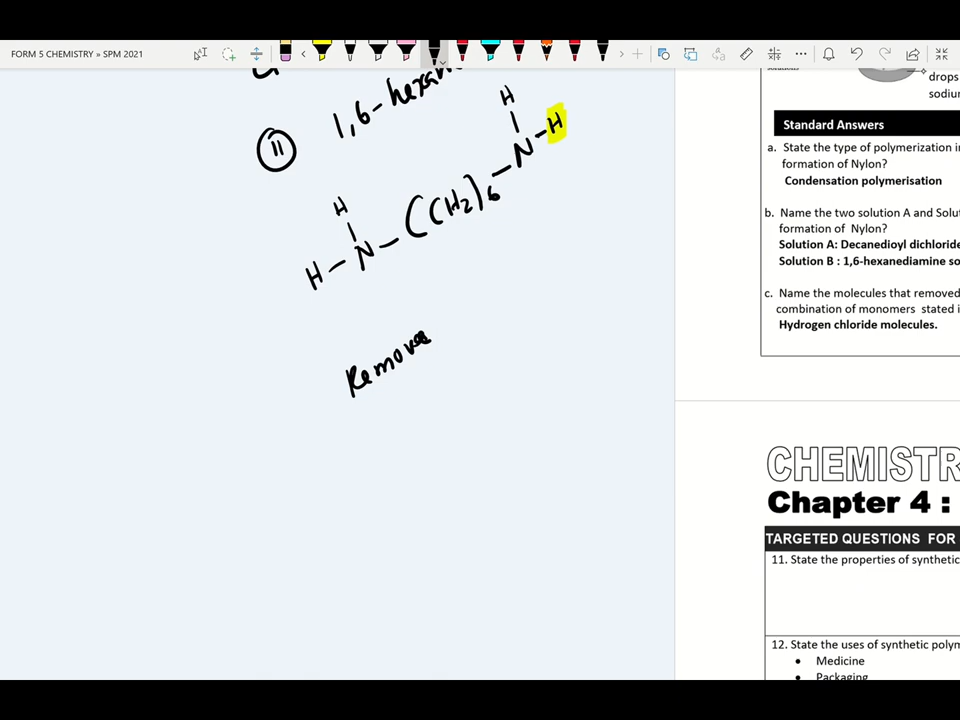 FORM 5 CHEMISTRY » SPM 2021
1,6-hexan
II
H
N-H
H
H-N-(CH2)6-
Remove
drops
sodiu
Standard Answers
a. State the type of polymerization i
formation of Nylon?
Condensation polymerisation
b. Name the two solution A and Solu
formation of Nylon?
Solution A: Decanedioyl dichloride
Solution B : 1,6-hexanediamine so
c. Name the molecules that removed
combination of monomers stated i
Hydrogen chloride molecules.
CHEMISTR
Chapter 4 :
TARGETED QUESTIONS FOR
11. State the properties of synthetic
12. State the uses of synthetic polym
• Medicine
• Packaging